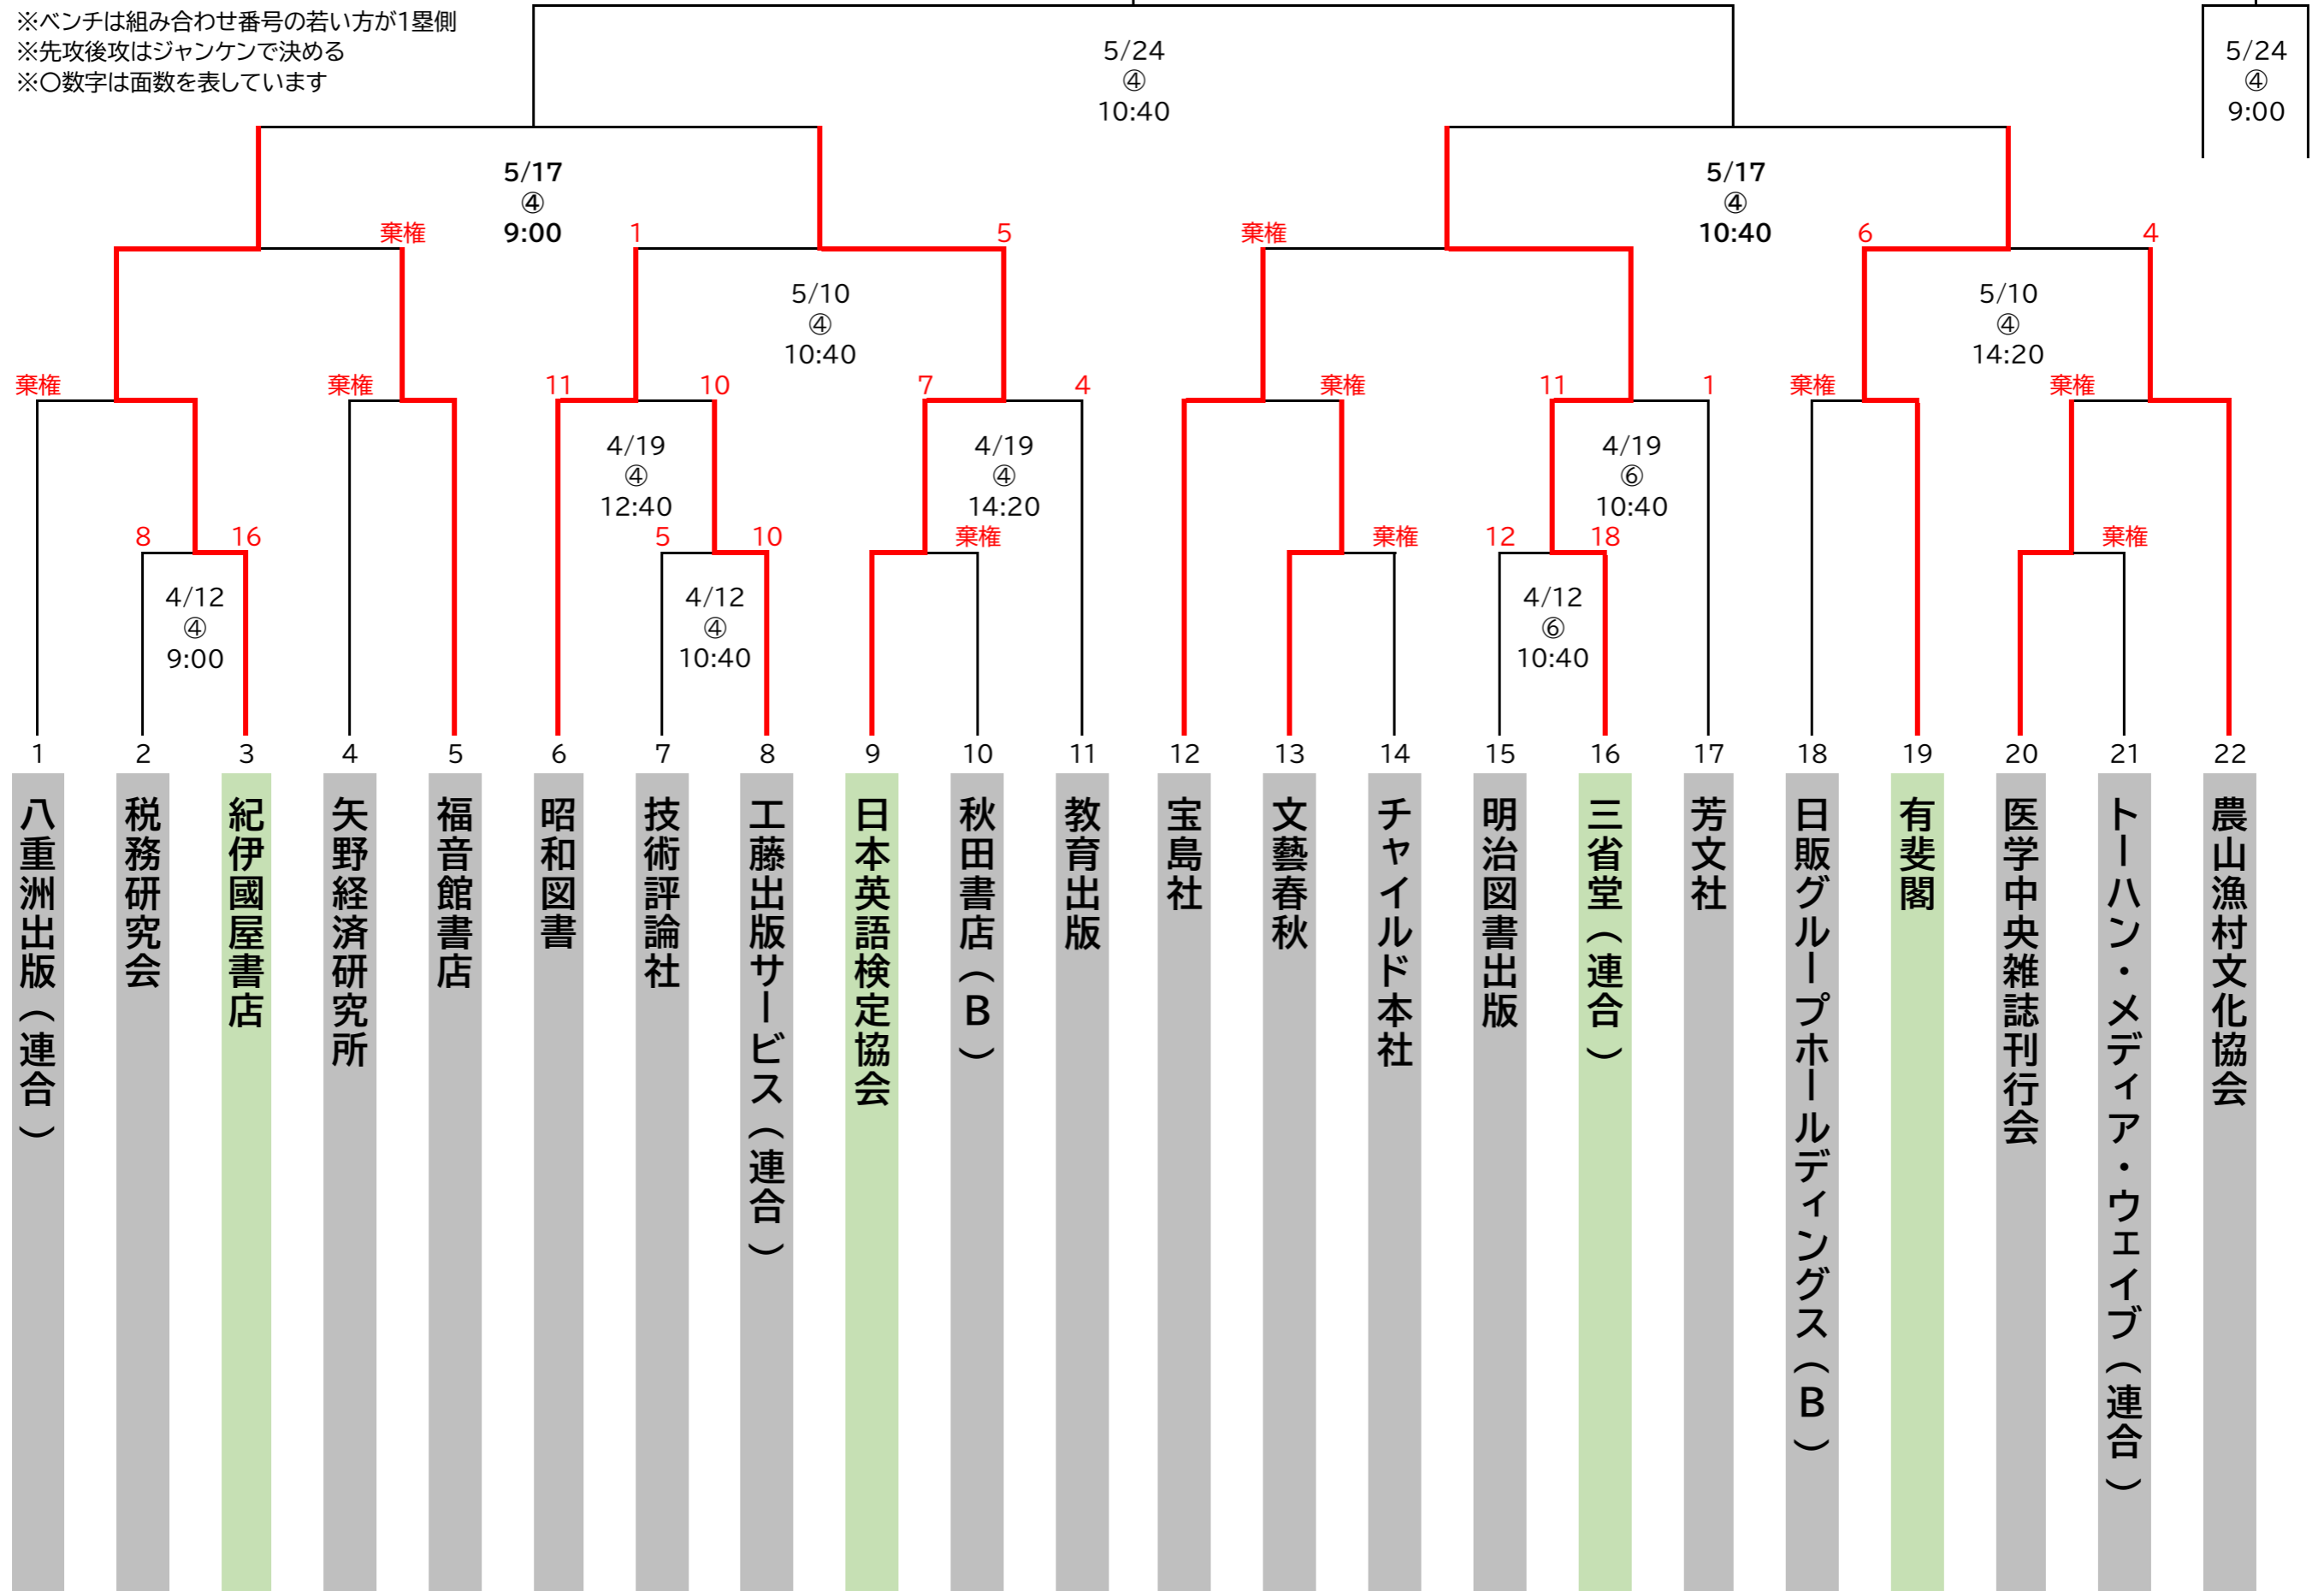 ※ベンチは組み合わせ番号の若い方が1塁側
※先攻後攻はジャンケンで決める
※〇数字は面数を表しています
5/24
④
10:40
5/24
④
9:00
5/17
④
9:00
5/17
④
10:40
棄権
1
5
棄権
6
4
5/10
④
10:40
5/10
④
14:20
棄権
棄権
11
10
7
4
棄権
11
1
棄権
棄権
4/19
④
12:40
4/19
④
14:20
4/19
⑥
10:40
8
16
5
10
棄権
棄権
12
18
棄権
4/12
④
9:00
4/12
④
10:40
4/12
⑥
10:40
1
2
3
4
5
6
7
8
9
10
11
12
13
14
15
16
17
18
19
20
21
22
八重洲出版（連合）
税務研究会
紀伊國屋書店
矢野経済研究所
福音館書店
昭和図書
技術評論社
工藤出版サービス（連合）
日本英語検定協会
秋田書店（B）
教育出版
宝島社
文藝春秋
チャイルド本社
明治図書出版
三省堂（連合）
芳文社
日販グループホールディングス（B）
有斐閣
医学中央雑誌刊行会
トーハン・メディア・ウェイブ（連合）
農山漁村文化協会